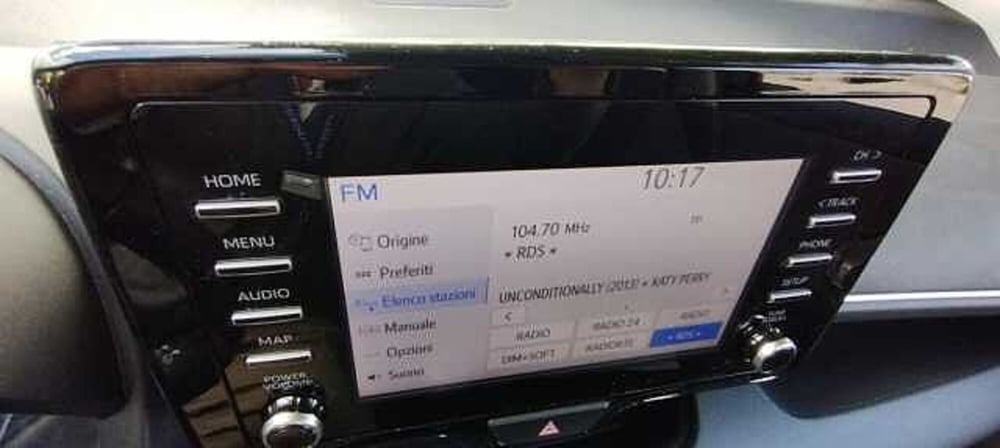 HOME
MENU
AUDIO
MAP
POWER
VOLUME
FM
10:17
Origine
Preferiti
Elenco stazioni
Manuale
Opzioni
Suono
104.70 MHz
* RDS *
UNCONDITIONALLY (2013) * KATY PERRY
<
RADIO
RADIO 24
RADIO
DIM+SOFT
* RDS *
CH >
< TRACK
PHONE
SETUP